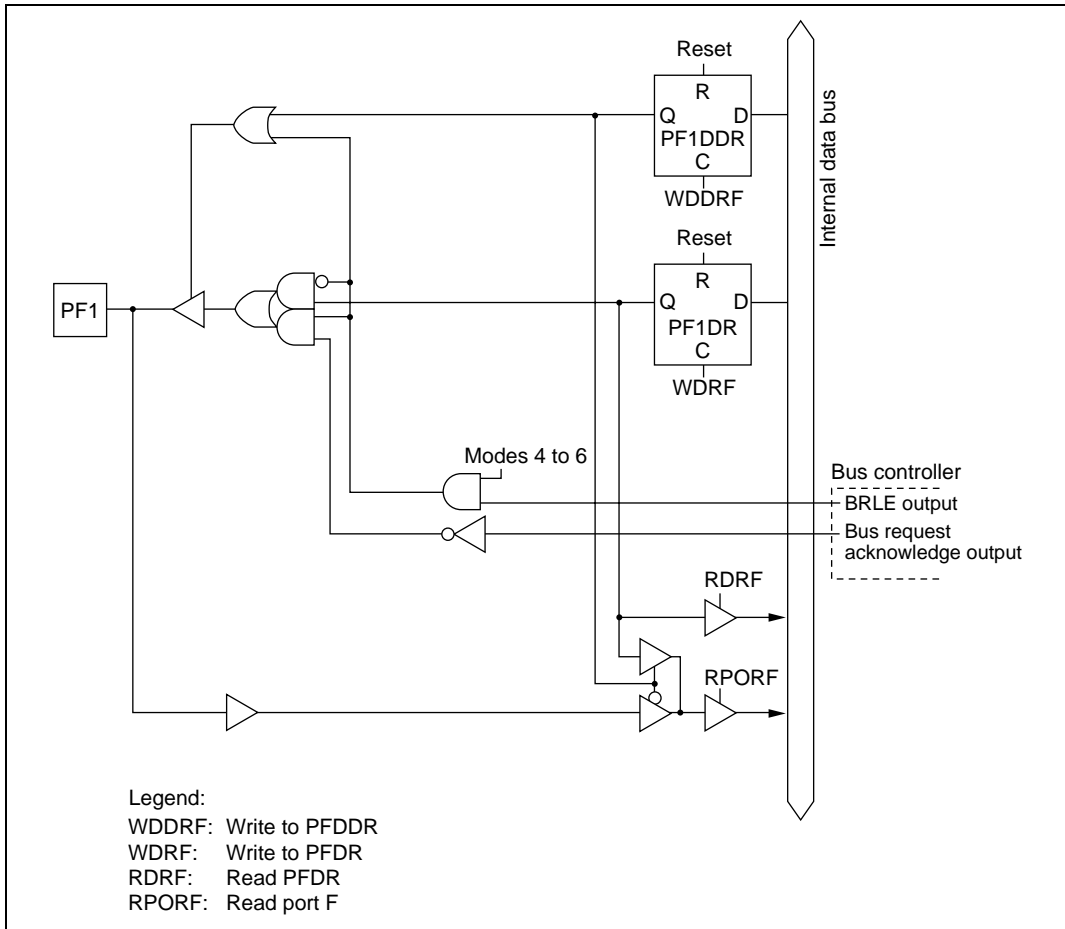 Reset
R
Q D
PF1DDR
C
WDDRF
Internal data bus
Reset
R
Q D
PF1DR
C
WDRF
PF1
Modes 4 to 6
Bus controller
BRLE output
Bus request
acknowledge output
RDRF
RPORF
Legend:
WDDRF: Write to PFDDR
WDRF: Write to PFDR
RDRF: Read PFDR
RPORF: Read port F